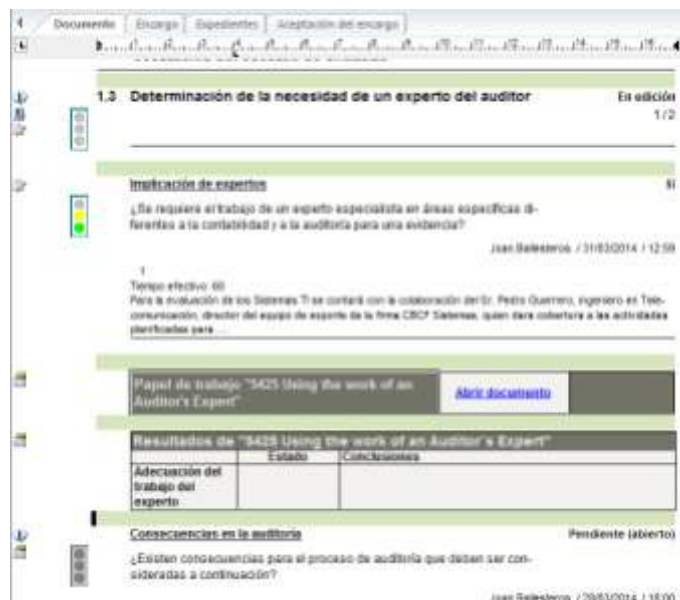 Documento Encargo Expedientes Aceptación del encargo
1.3 Determinación de la necesidad de un experto del auditor En edición
1/2
Implicación de expertos Sí
¿Se requiere el trabajo de un experto especialista en áreas específicas di-
ferentes a la contabilidad y a la auditoría para una evidencia?
Joan Ballesteros / 31/03/2014 / 12:59
1
Tiempo efectivo: 60
Para la evaluación de los Sistemas TI se contará con la colaboración del Sr. Pedro Guerrero, ingeniero en Tele-
comunicación, director del equipo de soporte de la firma CBCF Sistemas, quien dara cobertura a las actividades
planificadas para ...
Papel de trabajo "5425 Using the work of an
Auditor's Expert" Abrir documento
Resultados de "5425 Using the work of an Auditor's Expert"
Estado Conclusiones
Adecuación del
trabajo del
experto
Consecuencias en la auditoría Pendiente (abierto)
¿Existen consecuencias para el proceso de auditoría que deben ser con-
sideradas a continuación?
Joan Ballesteros / 28/03/2014 / 18:00